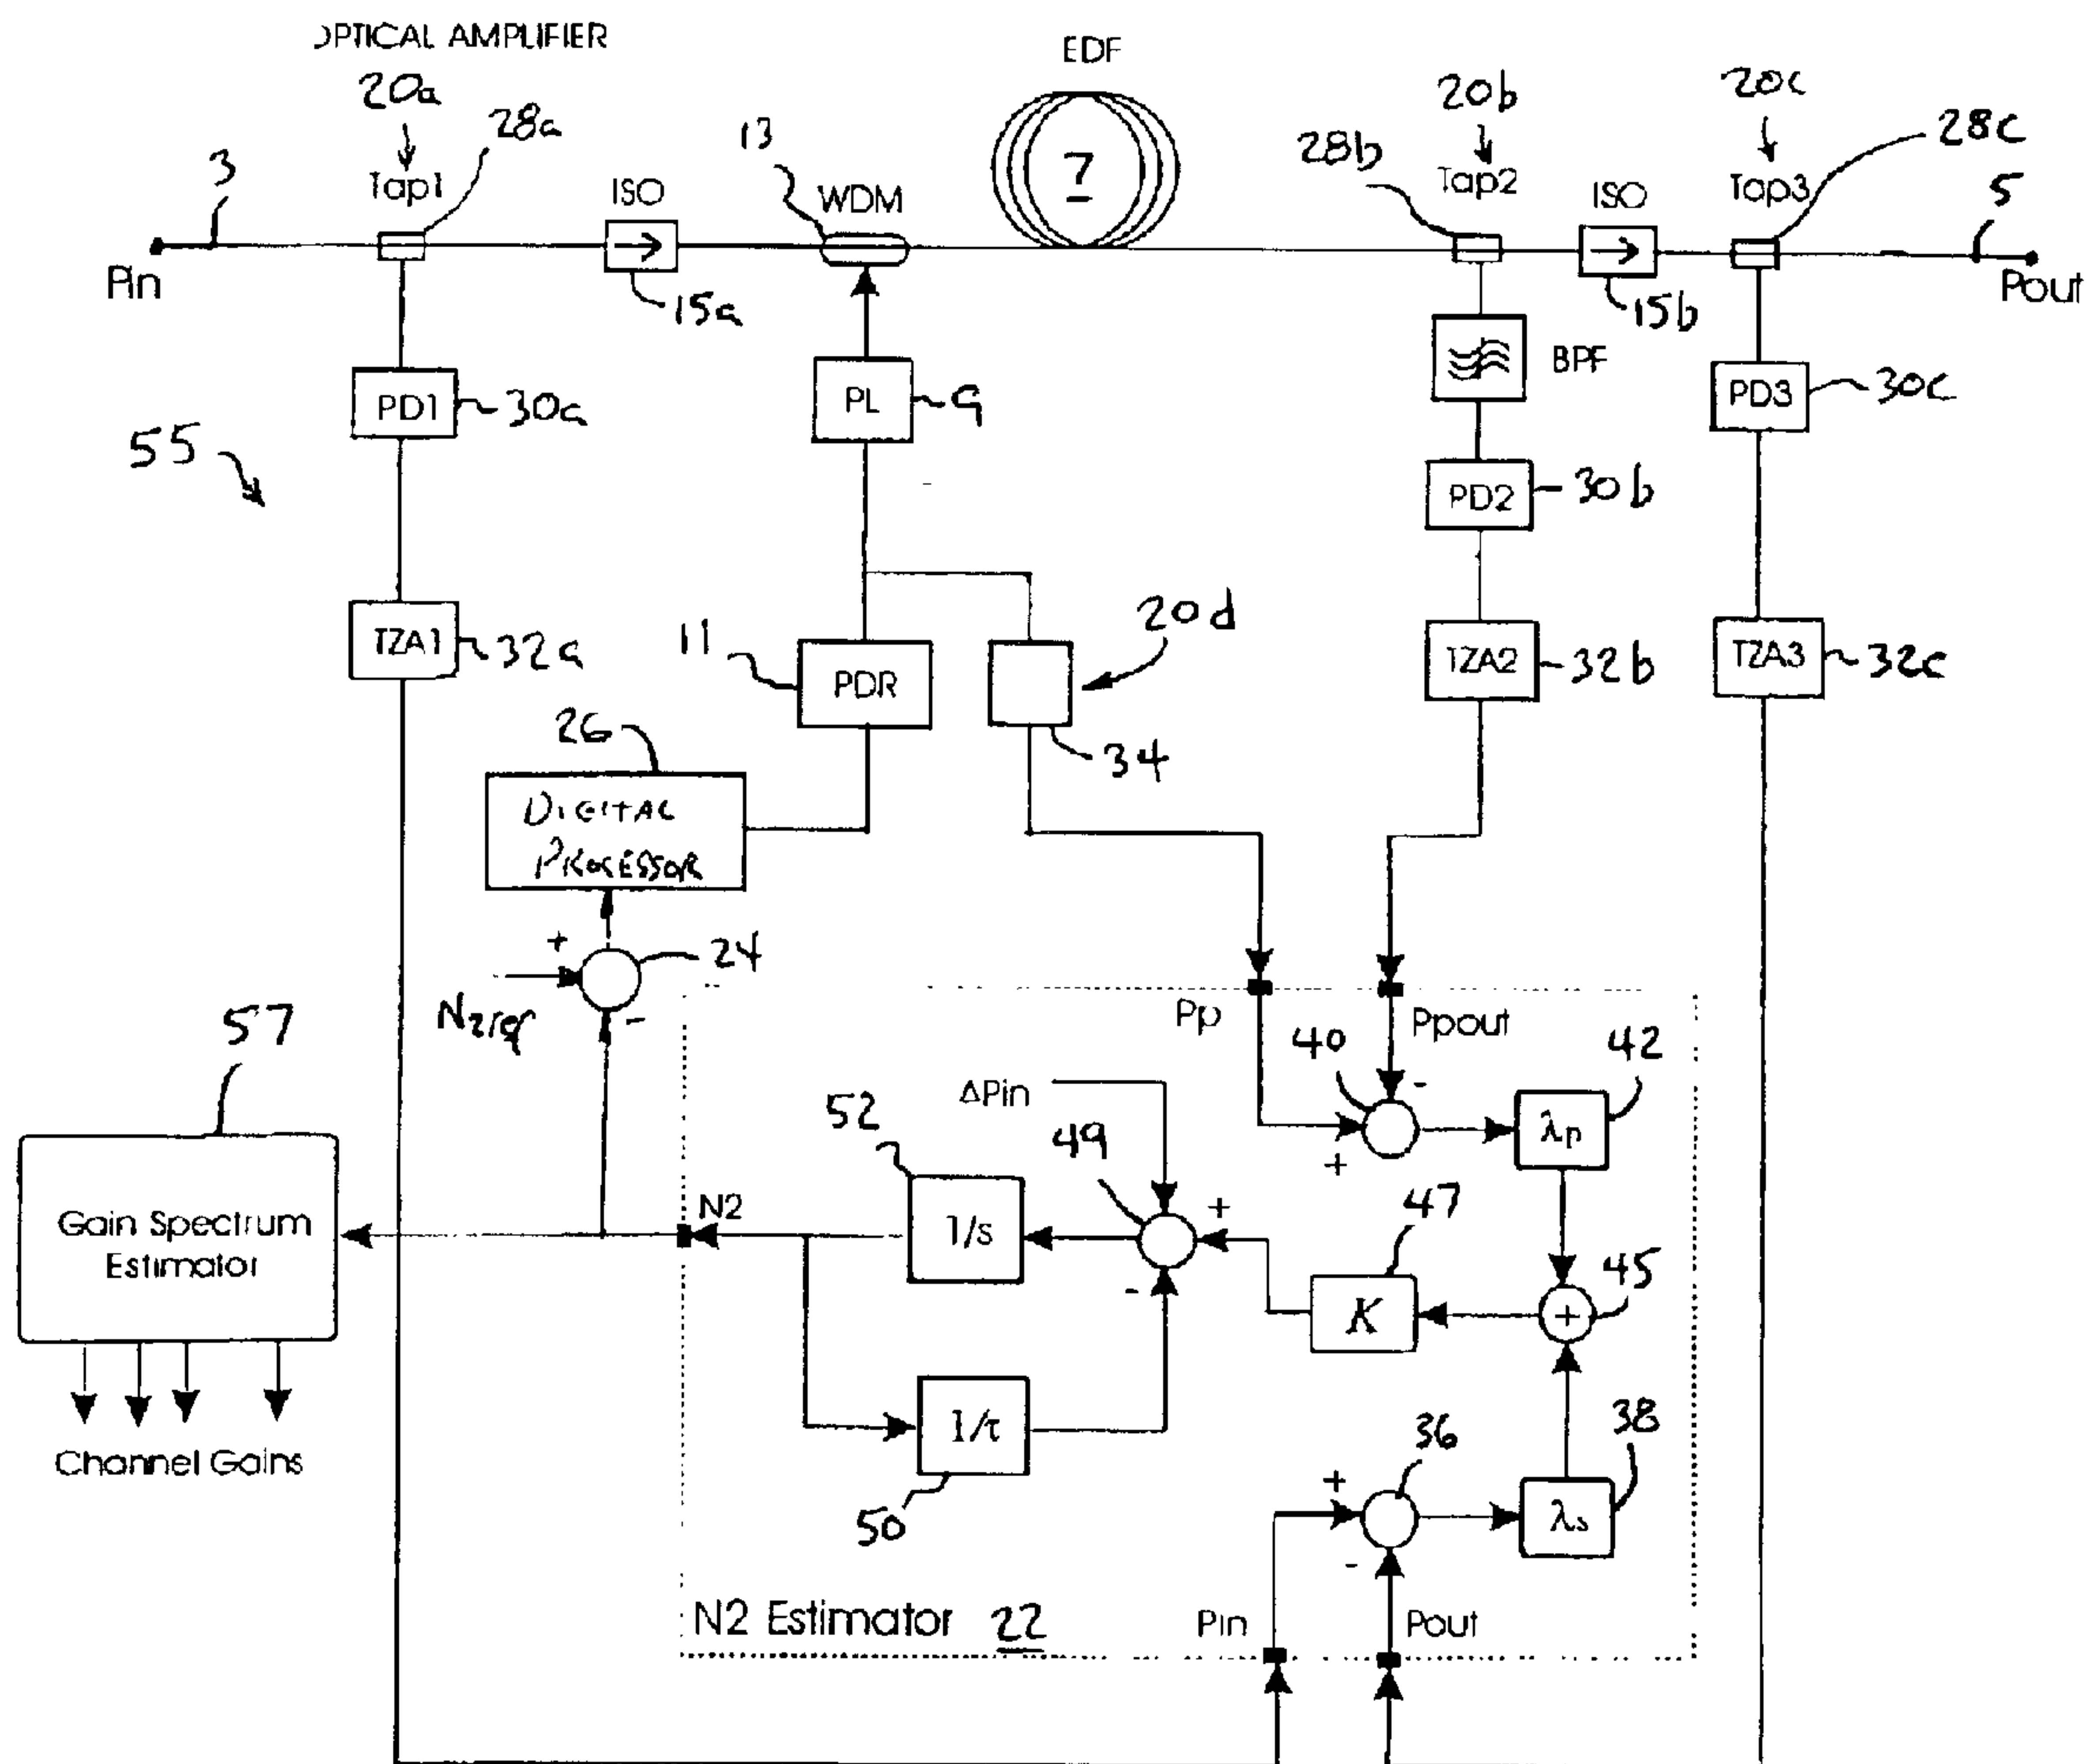 OPTICAL AMPLIFIER
EDF
20a
20b
20c
28a
13
28b
28c
3
Tap1
ISO
WDM
7
Tap2
ISO
Tap3
5
Pin
15a
15b
Pout
PL
9
BPF
PD1
30a
PD3
30c
55
PD2
30b
20d
TZA1
32a
11
PDR
TZA2
32b
TZA3
32c
26
34
DIGITAL
PROCESSOR
+
24
N2ref
-
57
Pp
Ppout
40
42
-
ΔPin
52
49
λp
+
47
Gain Spectrum
Estimator
N2
1/s
+
45
-
K
+
1/τ
36
38
Channel Gains
50
+
λs
-
N2 Estimator 22
Pin
Pout